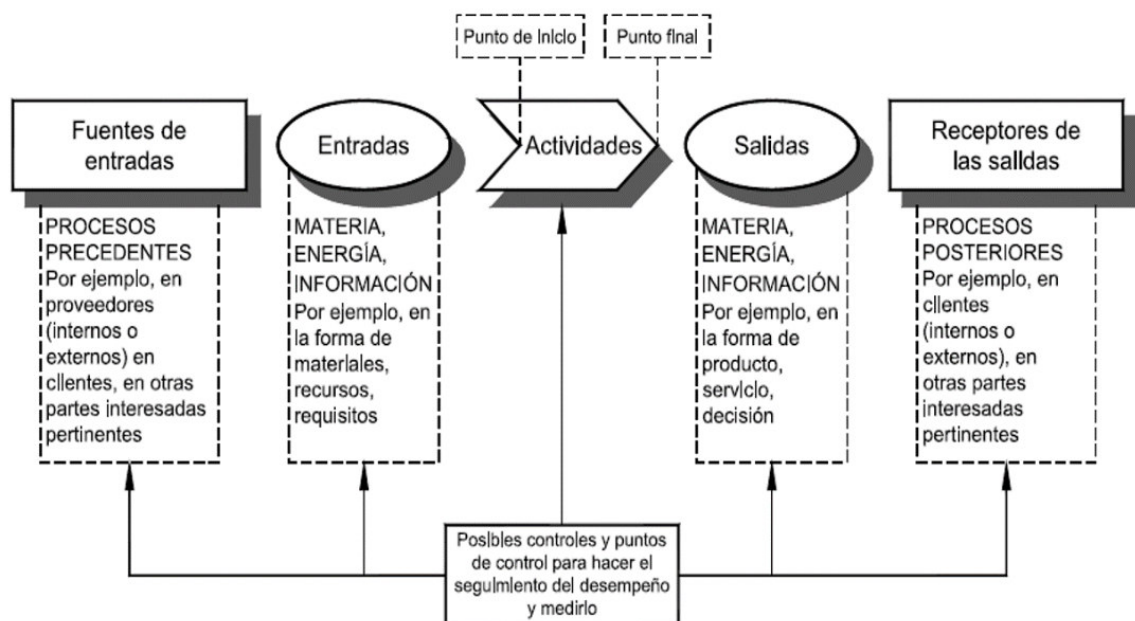 Punto de inicio
Punto final
Fuentes de
entradas
Entradas
Actividades
Salidas
Receptores de
las salidas
PROCESOS
PRECEDENTES
Por ejemplo, en
proveedores
(internos o
externos) en
clientes, en otras
partes interesadas
pertinentes
MATERIA,
ENERGÍA,
INFORMACIÓN
Por ejemplo, en
la forma de
materiales,
recursos,
requisitos
MATERIA,
ENERGÍA,
INFORMACIÓN
Por ejemplo, en
la forma de
producto,
servicio,
decisión
PROCESOS
POSTERIORES
Por ejemplo, en
clientes
(internos o
externos), en
otras partes
interesadas
pertinentes
Posibles controles y puntos
de control para hacer el
seguimiento del desempeño
y medirlo